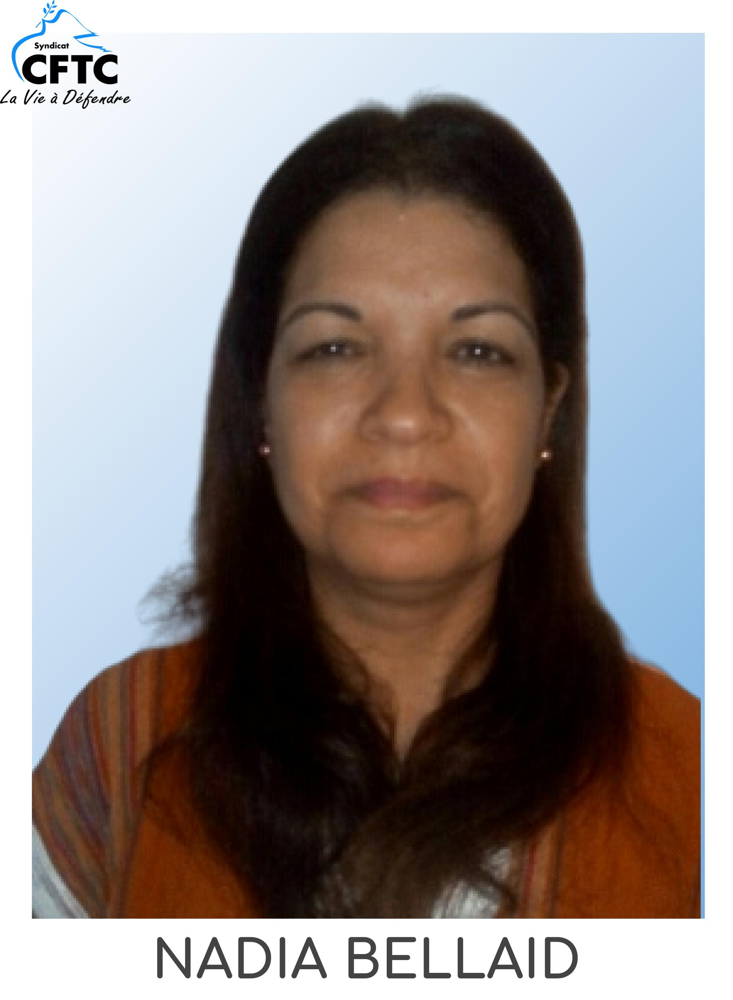 Syndicat
CFTC
La Vie à Défendre
NADIA BELLAID